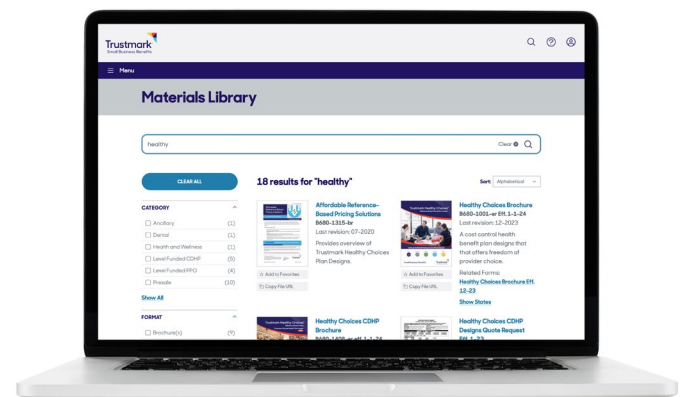 Trustmark
Small Business Benefits
Menu
Materials Library
healthy
Clear
CLEAR ALL
18 results for "healthy"
Sort: Alphabetical
CATEGORY
Ancillary (1)
Dental (1)
Health and Wellness (1)
Level Funded CDHP (5)
Level Funded PPO (4)
Presale (10)
Show All
FORMAT
Brochure(s) (9)
Affordable Reference-
Based Pricing Solutions
B680-1315-br
Last revision: 07-2020
Provides overview of
Trustmark Healthy Choices
Plan Designs.
Add to Favorites
Copy File URL
Healthy Choices Brochure
B680-1001-er Eff. 1-1-24
Last revision: 12-2023
A cost control health
benefit plan designs that
that offers freedom of
provider choice.
Related Forms:
Healthy Choices Brochure Eff.
12-23
Show States
Add to Favorites
Copy File URL
Healthy Choices CDHP
Brochure
Healthy Choices CDHP
Designs Quote Request
Eff. 1-23